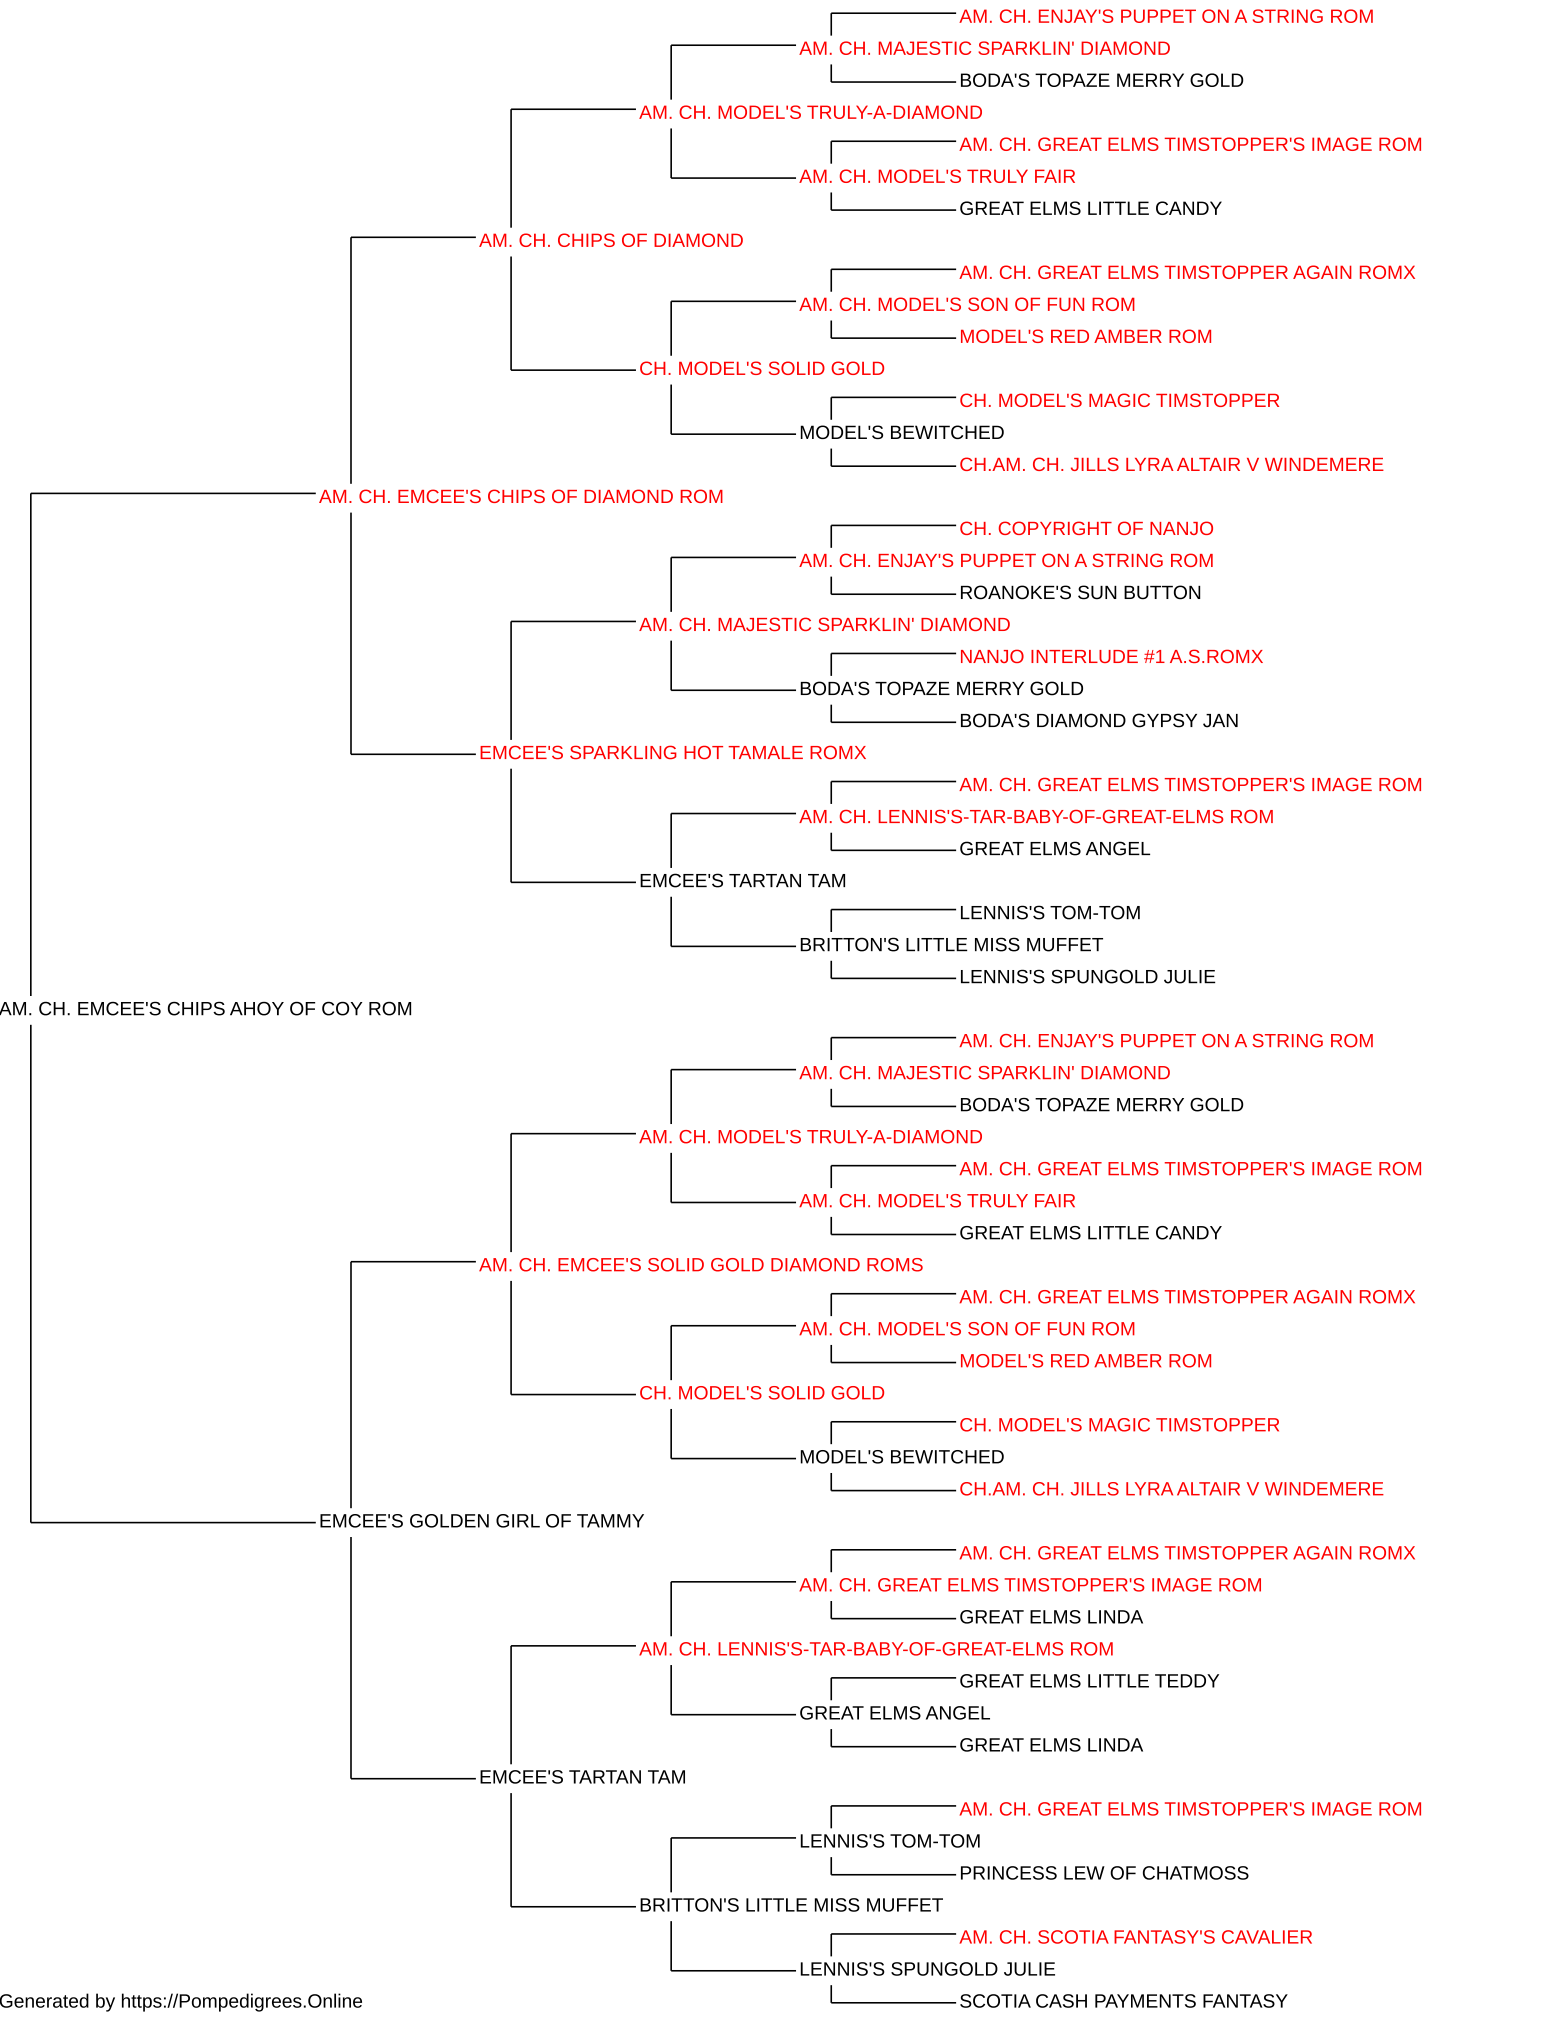 AM. CH. ENJAY'S PUPPET ON A STRING ROM
AM. CH. MAJESTIC SPARKLIN' DIAMOND
BODA'S TOPAZE MERRY GOLD
AM. CH. MODEL'S TRULY-A-DIAMOND
AM. CH. GREAT ELMS TIMSTOPPER'S IMAGE ROM
AM. CH. MODEL'S TRULY FAIR
GREAT ELMS LITTLE CANDY
AM. CH. CHIPS OF DIAMOND
AM. CH. GREAT ELMS TIMSTOPPER AGAIN ROMX
AM. CH. MODEL'S SON OF FUN ROM
MODEL'S RED AMBER ROM
CH. MODEL'S SOLID GOLD
CH. MODEL'S MAGIC TIMSTOPPER
MODEL'S BEWITCHED
CH.AM. CH. JILLS LYRA ALTAIR V WINDEMERE
AM. CH. EMCEE'S CHIPS OF DIAMOND ROM
CH. COPYRIGHT OF NANJO
AM. CH. ENJAY'S PUPPET ON A STRING ROM
ROANOKE'S SUN BUTTON
AM. CH. MAJESTIC SPARKLIN' DIAMOND
NANJO INTERLUDE #1 A.S.ROMX
BODA'S TOPAZE MERRY GOLD
BODA'S DIAMOND GYPSY JAN
EMCEE'S SPARKLING HOT TAMALE ROMX
AM. CH. GREAT ELMS TIMSTOPPER'S IMAGE ROM
AM. CH. LENNIS'S-TAR-BABY-OF-GREAT-ELMS ROM
GREAT ELMS ANGEL
EMCEE'S TARTAN TAM
LENNIS'S TOM-TOM
BRITTON'S LITTLE MISS MUFFET
LENNIS'S SPUNGOLD JULIE
AM. CH. EMCEE'S CHIPS AHOY OF COY ROM
AM. CH. ENJAY'S PUPPET ON A STRING ROM
AM. CH. MAJESTIC SPARKLIN' DIAMOND
BODA'S TOPAZE MERRY GOLD
AM. CH. MODEL'S TRULY-A-DIAMOND
AM. CH. GREAT ELMS TIMSTOPPER'S IMAGE ROM
AM. CH. MODEL'S TRULY FAIR
GREAT ELMS LITTLE CANDY
AM. CH. EMCEE'S SOLID GOLD DIAMOND ROMS
AM. CH. GREAT ELMS TIMSTOPPER AGAIN ROMX
AM. CH. MODEL'S SON OF FUN ROM
MODEL'S RED AMBER ROM
CH. MODEL'S SOLID GOLD
CH. MODEL'S MAGIC TIMSTOPPER
MODEL'S BEWITCHED
CH.AM. CH. JILLS LYRA ALTAIR V WINDEMERE
EMCEE'S GOLDEN GIRL OF TAMMY
AM. CH. GREAT ELMS TIMSTOPPER AGAIN ROMX
AM. CH. GREAT ELMS TIMSTOPPER'S IMAGE ROM
GREAT ELMS LINDA
AM. CH. LENNIS'S-TAR-BABY-OF-GREAT-ELMS ROM
GREAT ELMS LITTLE TEDDY
GREAT ELMS ANGEL
GREAT ELMS LINDA
EMCEE'S TARTAN TAM
AM. CH. GREAT ELMS TIMSTOPPER'S IMAGE ROM
LENNIS'S TOM-TOM
PRINCESS LEW OF CHATMOSS
BRITTON'S LITTLE MISS MUFFET
AM. CH. SCOTIA FANTASY'S CAVALIER
LENNIS'S SPUNGOLD JULIE
SCOTIA CASH PAYMENTS FANTASY
Generated by https://Pompedigrees.Online